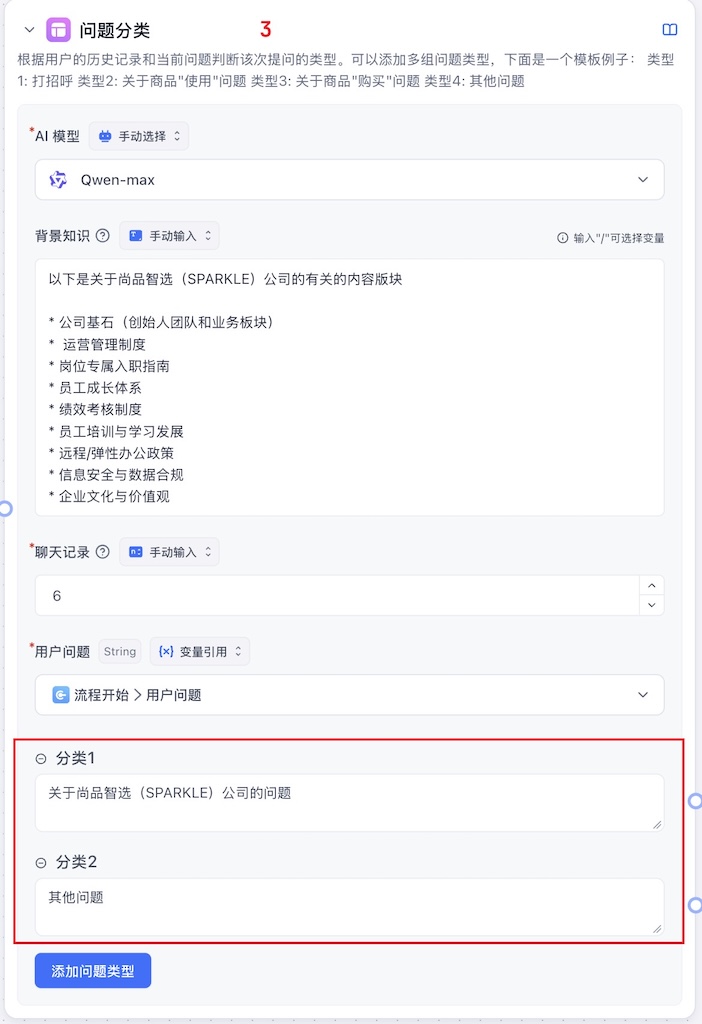 问题分类
3
根据用户的历史记录和当前问题判断该次提问的类型。可以添加多组问题类型，下面是一个模板例子： 类型
1: 打招呼 类型2: 关于商品"使用"问题 类型3: 关于商品"购买"问题 类型4: 其他问题
*AI 模型 手动选择
Qwen-max
背景知识 手动输入 输入"/"可选择变量
以下是关于尚品智选（SPARKLE）公司的有关的内容版块
* 公司基石（创始人团队和业务板块）
* 运营管理制度
* 岗位专属入职指南
* 员工成长体系
* 绩效考核制度
* 员工培训与学习发展
* 远程/弹性办公政策
* 信息安全与数据合规
* 企业文化与价值观
*聊天记录 手动输入
6
*用户问题 String 变量引用
流程开始 > 用户问题
分类1
关于尚品智选（SPARKLE）公司的问题
分类2
其他问题
添加问题类型